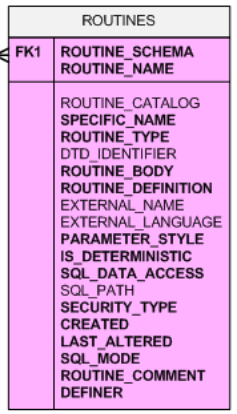 ROUTINES
FK1 ROUTINE_SCHEMA
ROUTINE_NAME
ROUTINE_CATALOG
SPECIFIC_NAME
ROUTINE_TYPE
DTD_IDENTIFIER
ROUTINE_BODY
ROUTINE_DEFINITION
EXTERNAL_NAME
EXTERNAL_LANGUAGE
PARAMETER_STYLE
IS_DETERMINISTIC
SQL_DATA_ACCESS
SQL_PATH
SECURITY_TYPE
CREATED
LAST_ALTERED
SQL_MODE
ROUTINE_COMMENT
DEFINER